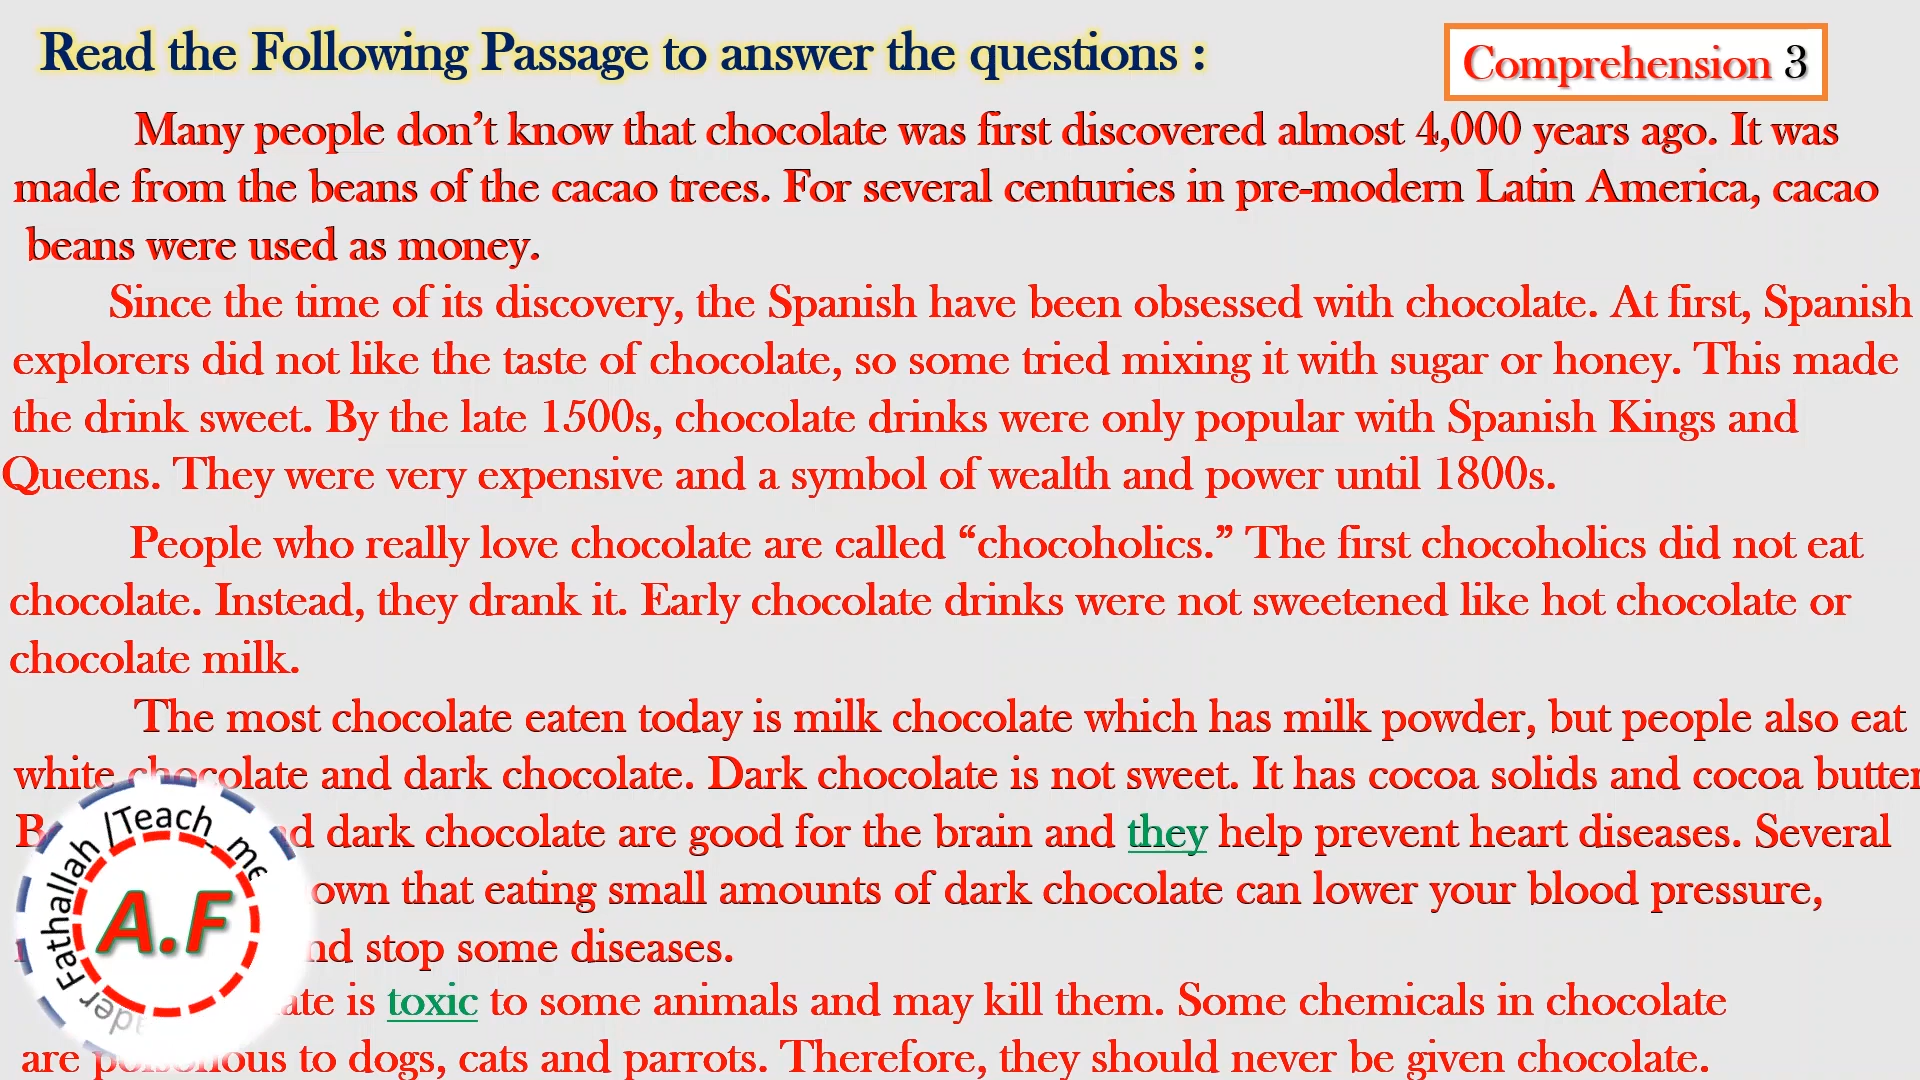 Read the Following Passage to answer the questions :
Comprehension 3
Many people don’t know that chocolate was first discovered almost 4,000 years ago. It was
made from the beans of the cacao trees. For several centuries in pre-modern Latin America, cacao
beans were used as money.
Since the time of its discovery, the Spanish have been obsessed with chocolate. At first, Spanish
explorers did not like the taste of chocolate, so some tried mixing it with sugar or honey. This made
the drink sweet. By the late 1500s, chocolate drinks were only popular with Spanish Kings and
Queens. They were very expensive and a symbol of wealth and power until 1800s.
People who really love chocolate are called “chocoholics.” The first chocoholics did not eat
chocolate. Instead, they drank it. Early chocolate drinks were not sweetened like hot chocolate or
chocolate milk.
The most chocolate eaten today is milk chocolate which has milk powder, but people also eat
white chocolate and dark chocolate. Dark chocolate is not sweet. It has cocoa solids and cocoa butter
dark chocolate are good for the brain and they help prevent heart diseases. Several
that eating small amounts of dark chocolate can lower your blood pressure,
stop some diseases.
is toxic to some animals and may kill them. Some chemicals in chocolate
are poisonous to dogs, cats and parrots. Therefore, they should never be given chocolate.
Fathallah /Teach_me
A.F